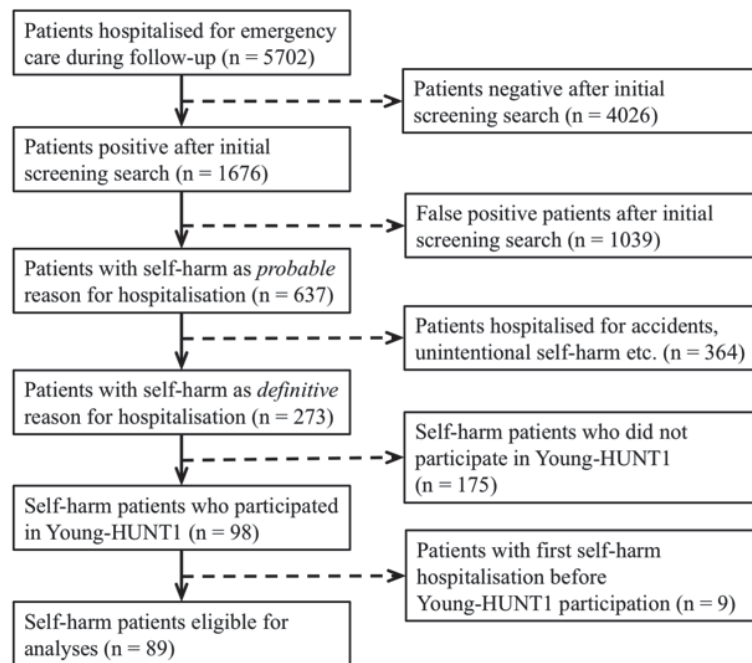 Patients hospitalised for emergency
care during follow-up (n = 5702)
Patients negative after initial
screening search (n = 4026)
Patients positive after initial
screening search (n = 1676)
False positive patients after initial
screening search (n = 1039)
Patients with self-harm as probable
reason for hospitalisation (n = 637)
Patients hospitalised for accidents,
unintentional self-harm etc. (n = 364)
Patients with self-harm as definitive
reason for hospitalisation (n = 273)
Self-harm patients who did not
participate in Young-HUNT1
(n = 175)
Self-harm patients who participated
in Young-HUNT1 (n = 98)
Patients with first self-harm
hospitalisation before
Young-HUNT1 participation (n = 9)
Self-harm patients eligible for
analyses (n = 89)